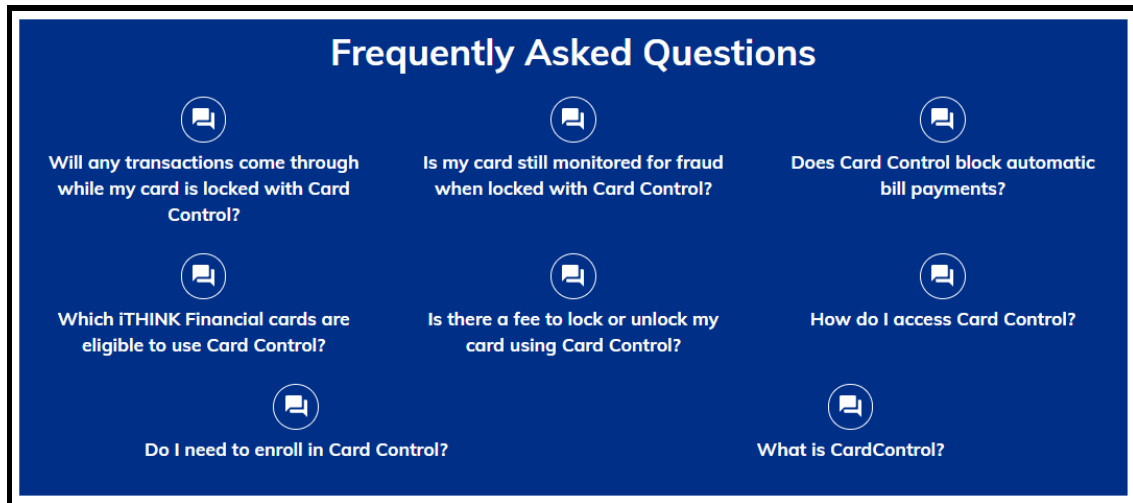 Frequently Asked Questions
Will any transactions come through
while my card is locked with Card
Control?
Is my card still monitored for fraud
when locked with Card Control?
Does Card Control block automatic
bill payments?
Which iTHINK Financial cards are
eligible to use Card Control?
Is there a fee to lock or unlock my
card using Card Control?
How do I access Card Control?
Do I need to enroll in Card Control?
What is CardControl?